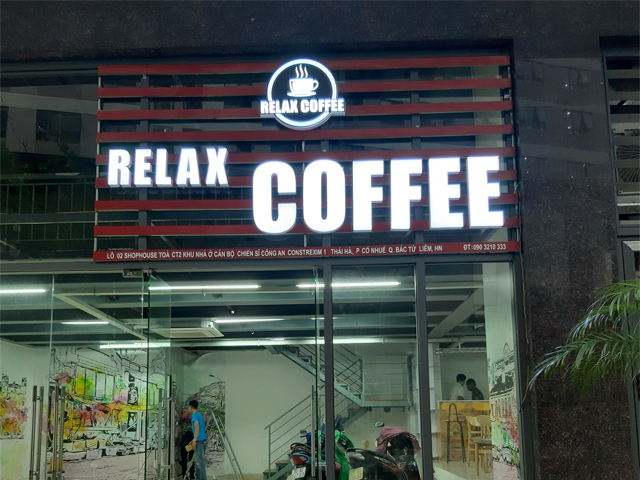 RELAX COFFEE
RELAX
COFFEE
LÔ 02 SHOPHOUSE TOÀ CT2 KHU NHÀ Ở CÁN BỘ CHIẾN SĨ CÔNG AN CONSTREXIM 1 THÁI HÀ, P CỔ NHUẾ Q. BẮC TỪ LIÊM, HN ĐT:090 3210 333